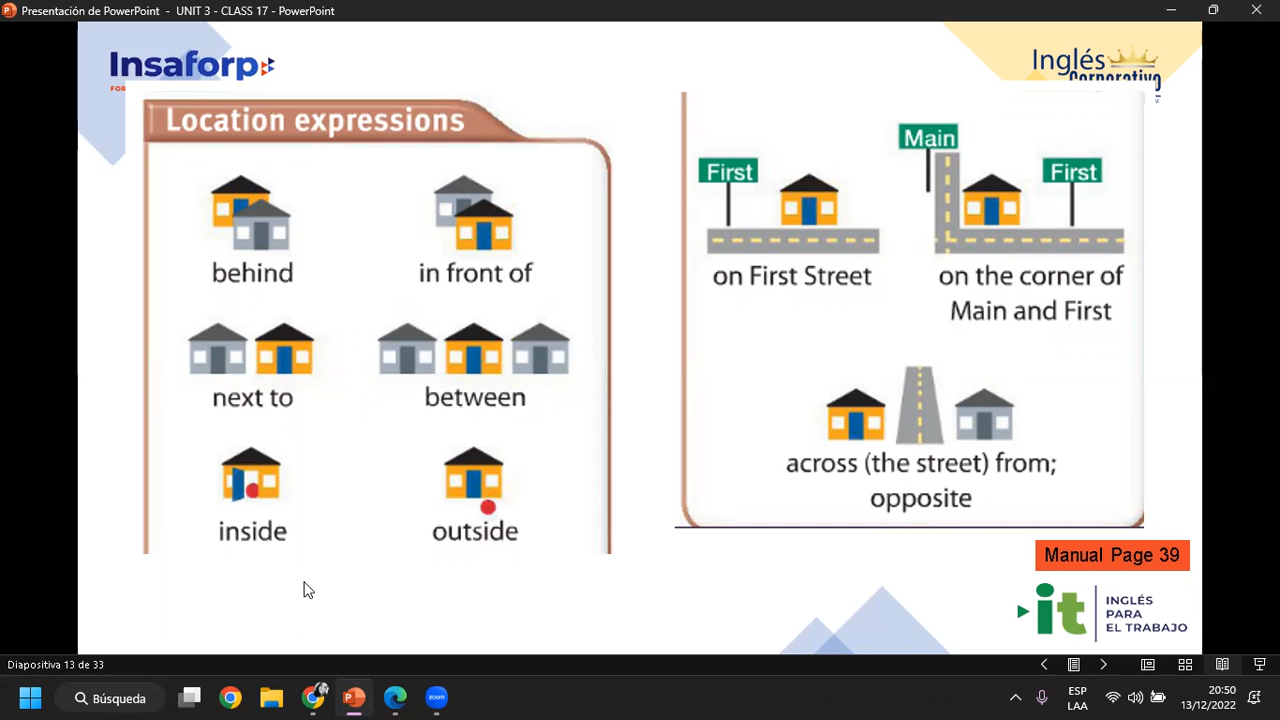 Presentación de PowerPoint - UNIT 3 - CLASS 17 - PowerPoint
Insaforp
FOR
Inglés
Corporativo
Location expressions
behind
in front of
next to
between
inside
outside
First
on First Street
Main
First
on the corner of
Main and First
across (the street) from;
opposite
Manual Page 39
it
INGLÉS
PARA
EL TRABAJO
Diapositiva 13 de 33
Búsqueda
zoom
ESP
LAA
20:50
13/12/2022